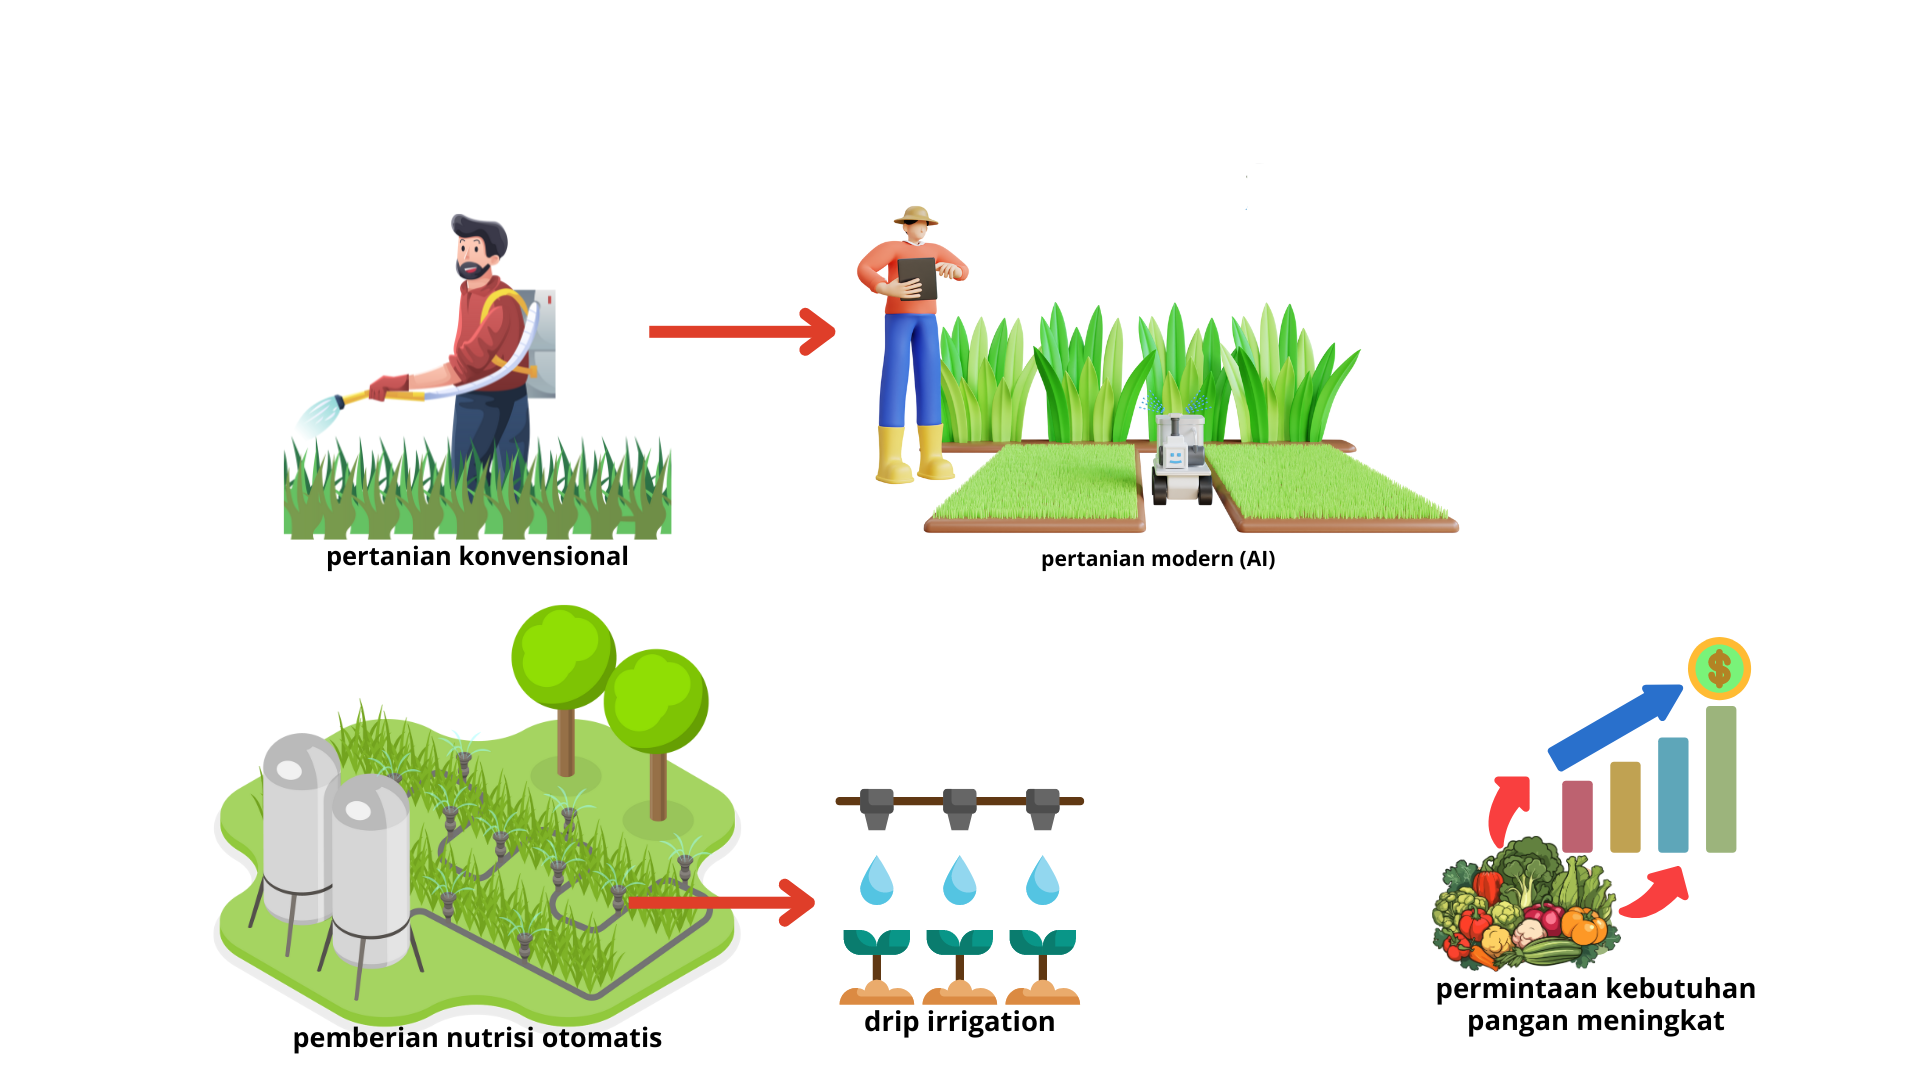 pertanian konvensional
pertanian modern (AI)
$
pemberian nutrisi otomatis
drip irrigation
permintaan kebutuhan
pangan meningkat